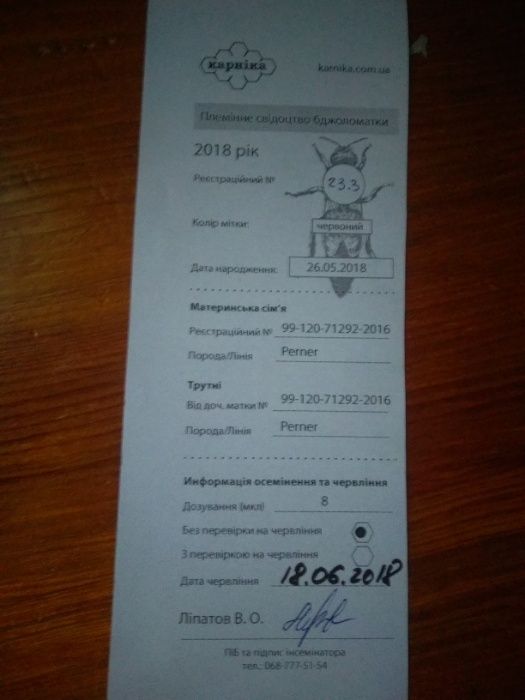 карніка
karnika.com.ua
Племінне свідоцтво бджоломатки
2018 рік
Реєстраційний № 23.3
Колір мітки: червоний
Дата народження: 26.05.2018
Материнська сім'я
Реєстраційний № 99-120-71292-2016
Порода/Лінія Perner
Трутні
Від доч. матки № 99-120-71292-2016
Порода/Лінія Perner
Інформація осеменіння та червління
Дозування (мкл) 8
Без перевірки на червління
З перевіркою на червління
Дата червління 18.06.2018
Ліпатов В. О.
ПІБ та підпис інсемінатора
тел.: 068-777-51-54